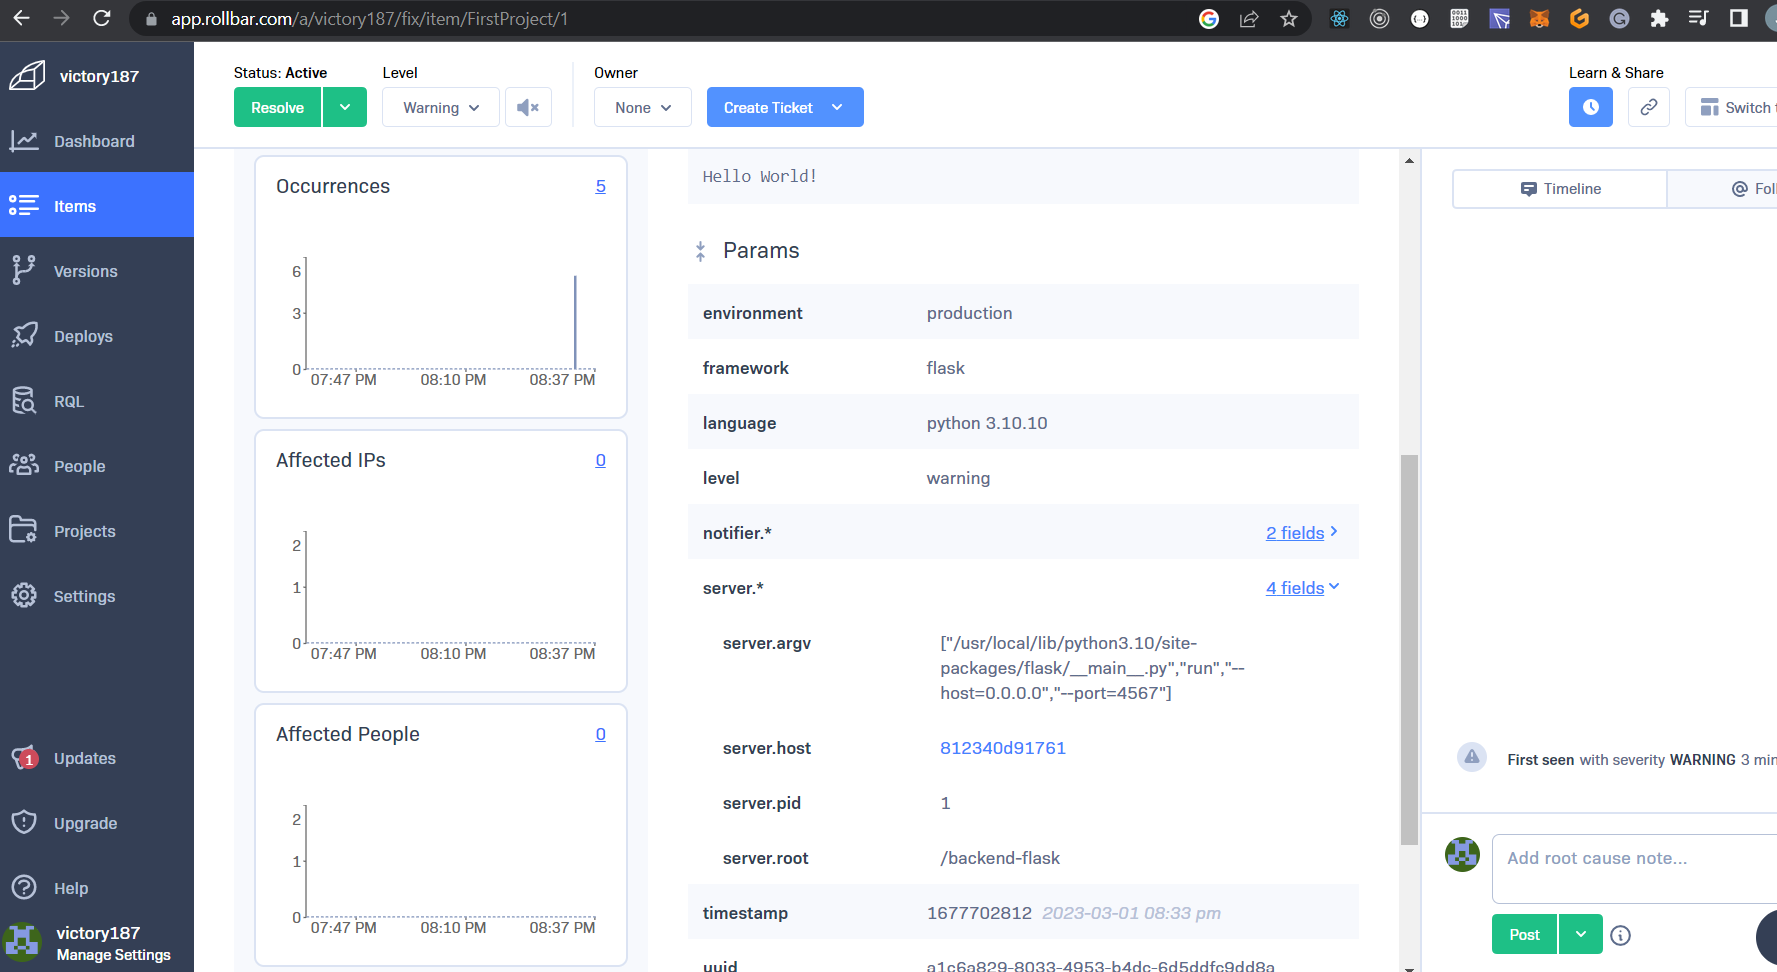 app.rollbar.com/a/victory187/fix/item/FirstProject/1
victory187
Dashboard
Items
Versions
Deploys
RQL
People
Projects
Settings
1
Updates
Upgrade
Help
victory187
Manage Settings
Status: Active
Level
Owner
Learn & Share
Resolve
Warning
None
Create Ticket
Switch
Occurrences 5
6
3
0
07:47 PM 08:10 PM 08:37 PM
Affected IPs 0
2
1
0
07:47 PM 08:10 PM 08:37 PM
Affected People 0
2
1
0
07:47 PM 08:10 PM 08:37 PM
Hello World!
Params
environment production
framework flask
language python 3.10.10
level warning
notifier.* 2 fields
server.* 4 fields
server.argv ["/usr/local/lib/python3.10/site-
packages/flask/__main__.py","run","--
host=0.0.0.0","--port=4567"]
server.host 812340d91761
server.pid 1
server.root /backend-flask
timestamp 1677702812 2023-03-01 08:33 pm
uuid a1c6a829-8033-4953-b4dc-6d5ddfc9dd8a
Timeline
@ Fol
First seen with severity WARNING 3 min
Add root cause note...
Post